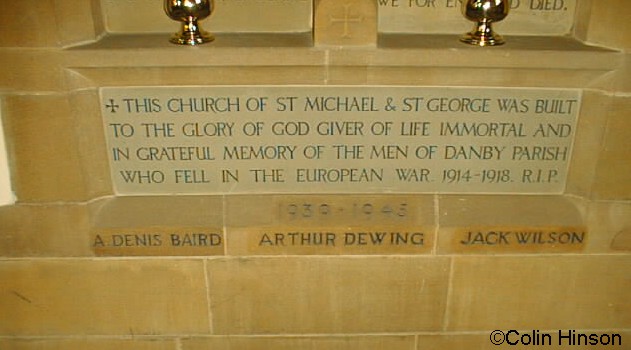 WE FOR ENGLAND DIED.
✠ THIS CHURCH OF ST MICHAEL & ST GEORGE WAS BUILT
TO THE GLORY OF GOD GIVER OF LIFE IMMORTAL AND
IN GRATEFUL MEMORY OF THE MEN OF DANBY PARISH
WHO FELL IN THE EUROPEAN WAR. 1914-1918. R.I.P.
1939-1945
A. DENIS BAIRD ARTHUR DEWING JACK WILSON
©Colin Hinson